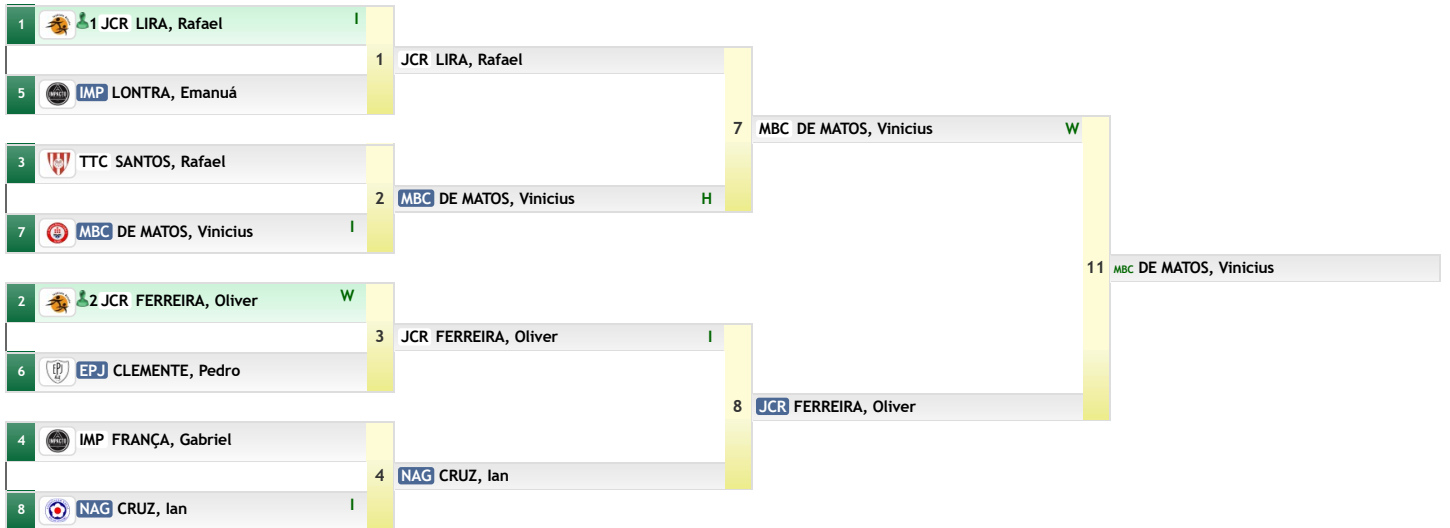 1 1 JCR LIRA, Rafael I
1 JCR LIRA, Rafael
5 IMPACTO IMP LONTRA, Emanuá
7 MBC DE MATOS, Vinicius W
3 TTC SANTOS, Rafael
2 MBC DE MATOS, Vinicius H
7 MBC DE MATOS, Vinicius I
11 MBC DE MATOS, Vinicius
2 2 JCR FERREIRA, Oliver W
3 JCR FERREIRA, Oliver I
6 EPJ EPJ CLEMENTE, Pedro
8 JCR FERREIRA, Oliver
4 IMPACTO IMP FRANÇA, Gabriel
4 NAG CRUZ, Ian
8 NAG CRUZ, Ian I